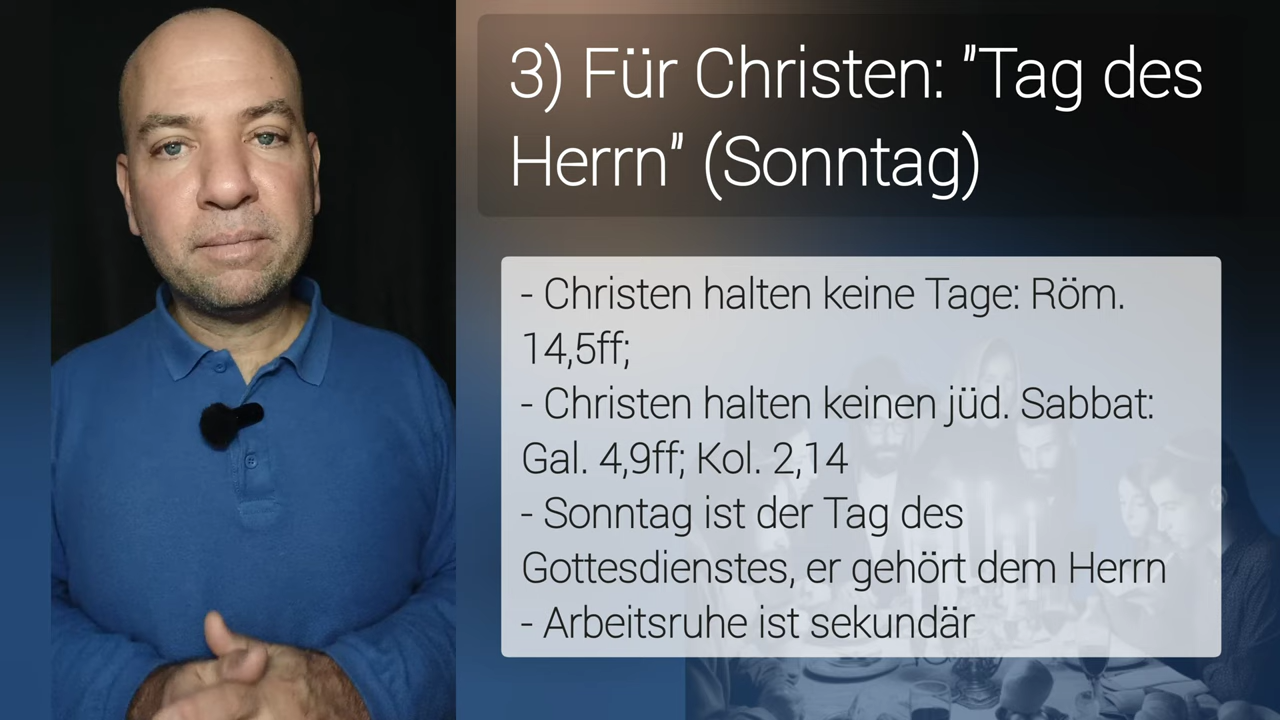 3) Für Christen: "Tag des
Herrn" (Sonntag)
- Christen halten keine Tage: Röm.
14,5ff;
- Christen halten keinen jüd. Sabbat:
Gal. 4,9ff; Kol. 2,14
- Sonntag ist der Tag des
Gottesdienstes, er gehört dem Herrn
- Arbeitsruhe ist sekundär